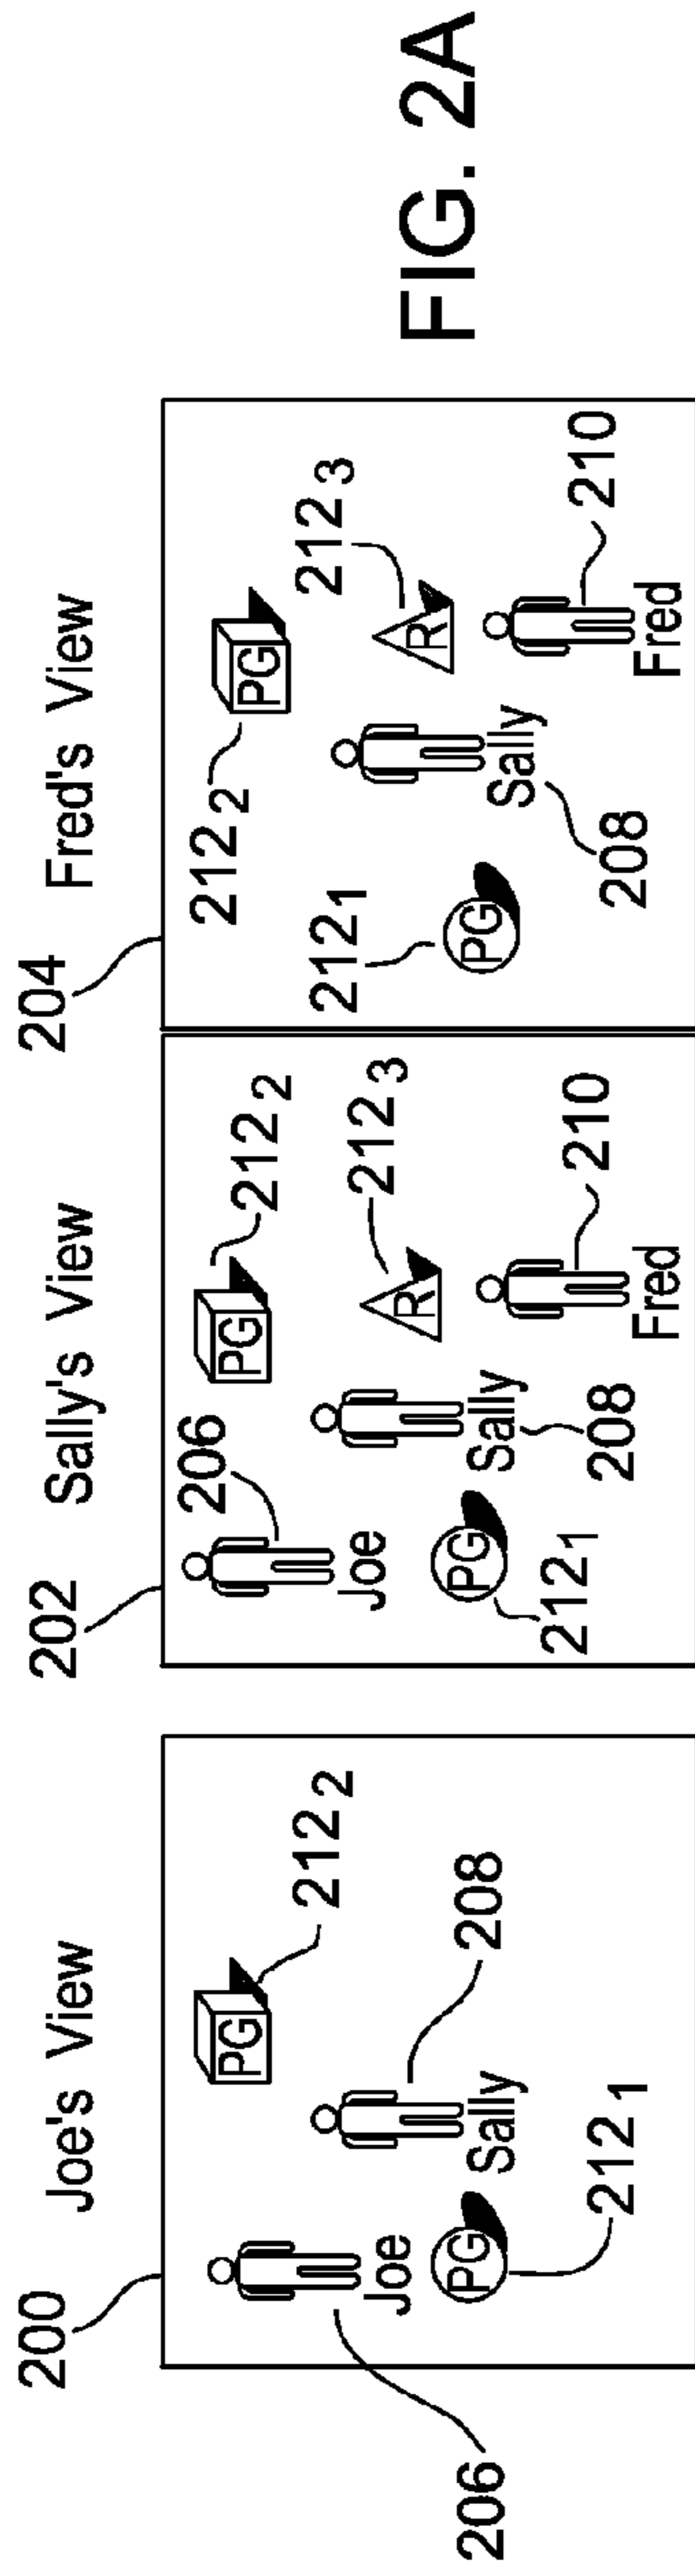 Joe's View
200
206
Joe
PG
212₂
208
Sally
PG
212₁
Sally's View
202
206
Joe
PG
212₂
Sally
208
PG
212₁
R
212₃
210
Fred
Fred's View
204
PG
212₂
212₁
PG
Sally
208
R
212₃
210
Fred
FIG. 2A